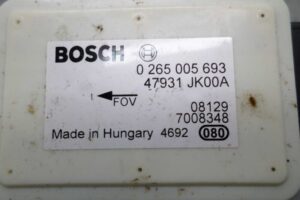 BOSCH
0 265 005 693
47931 JK00A
FOV
08129
7008348
Made in Hungary 4692 080